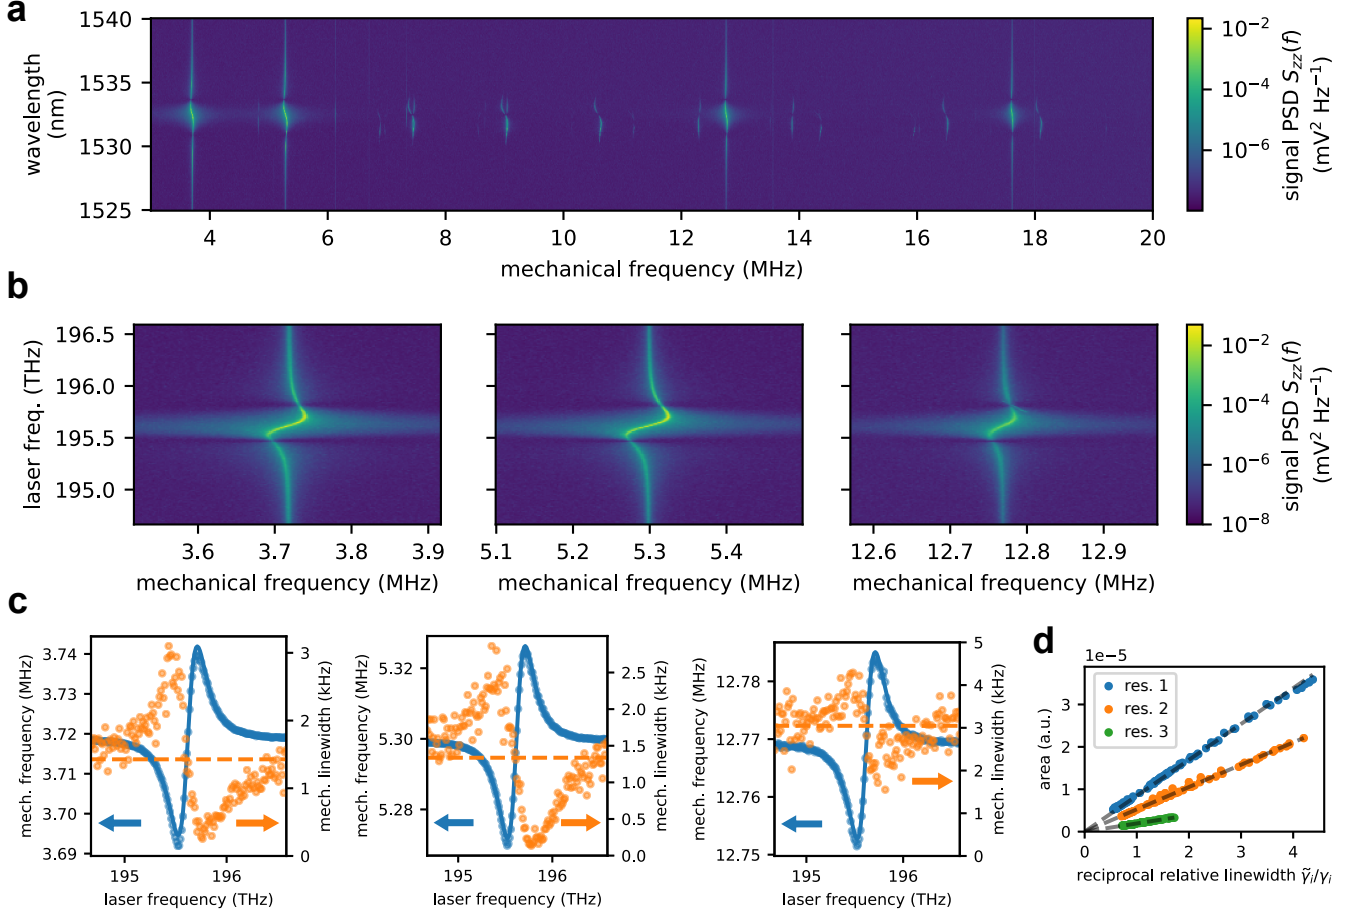 a
1540
1535
1530
1525
wavelength
(nm)
4
6
8
10
12
14
16
18
20
mechanical frequency (MHz)
10⁻²
10⁻⁴
10⁻⁶
signal PSD S_zz(f)
(mV² Hz⁻¹)
b
196.5
196.0
195.5
195.0
laser freq. (THz)
3.6
3.7
3.8
3.9
mechanical frequency (MHz)
5.1
5.2
5.3
5.4
mechanical frequency (MHz)
12.6
12.7
12.8
12.9
mechanical frequency (MHz)
10⁻²
10⁻⁴
10⁻⁶
10⁻⁸
signal PSD S_zz(f)
(mV² Hz⁻¹)
c
3.74
3.73
3.72
3.71
3.70
3.69
mech. frequency (MHz)
3
2
1
0
mech. linewidth (kHz)
195
196
laser frequency (THz)
5.32
5.30
5.28
mech. frequency (MHz)
2.5
2.0
1.5
1.0
0.5
0.0
mech. linewidth (kHz)
195
196
laser frequency (THz)
12.78
12.77
12.76
12.75
mech. frequency (MHz)
5
4
3
2
1
0
mech. linewidth (kHz)
195
196
laser frequency (THz)
d
1e−5
3
2
1
0
area (a.u.)
res. 1
res. 2
res. 3
0
1
2
3
4
reciprocal relative linewidth γ̃ᵢ/γᵢ